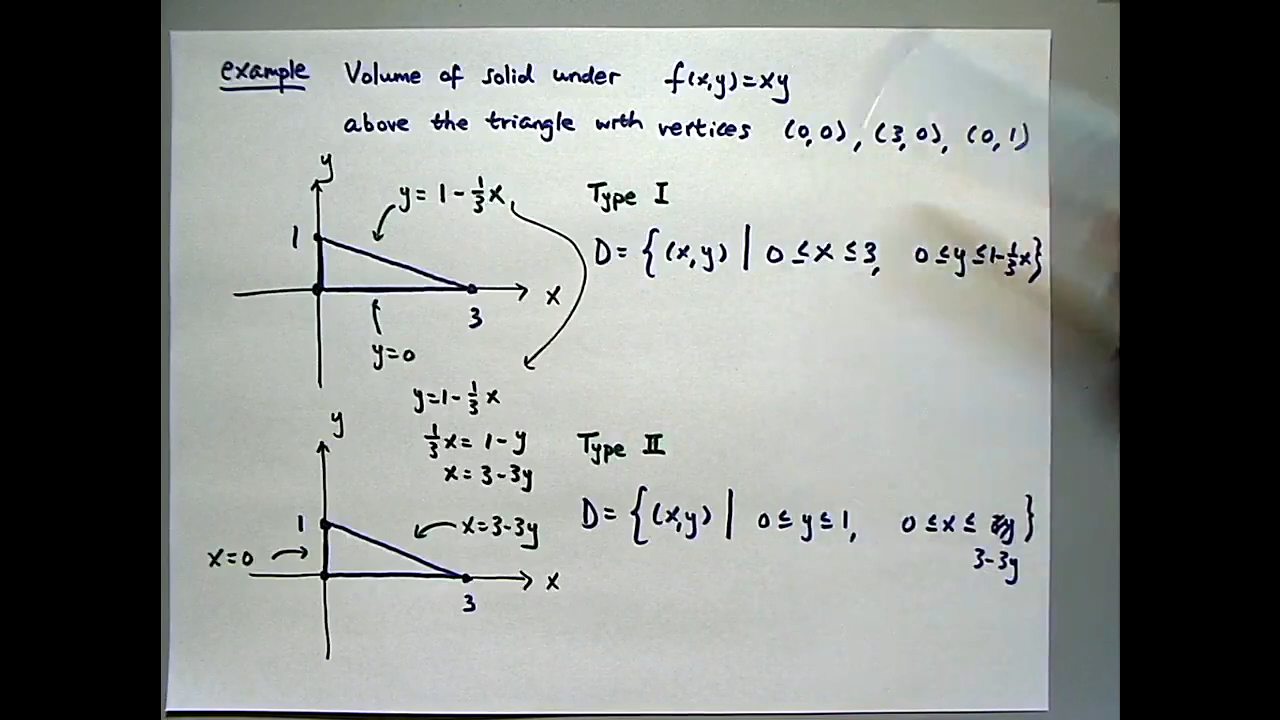 example Volume of solid under f(x,y)=xy
above the triangle with vertices (0,0), (3,0), (0,1)
y
y = 1 - 1/3 x
Type I
1
D = { (x,y) | 0 ≤ x ≤ 3, 0 ≤ y ≤ 1 - 1/3 x }
x
3
y=0
y = 1 - 1/3 x
y
1/3 x = 1 - y
Type II
x = 3 - 3y
1
x = 3 - 3y
D = { (x,y) | 0 ≤ y ≤ 1, 0 ≤ x ≤ }
3-3y
x=0
x
3